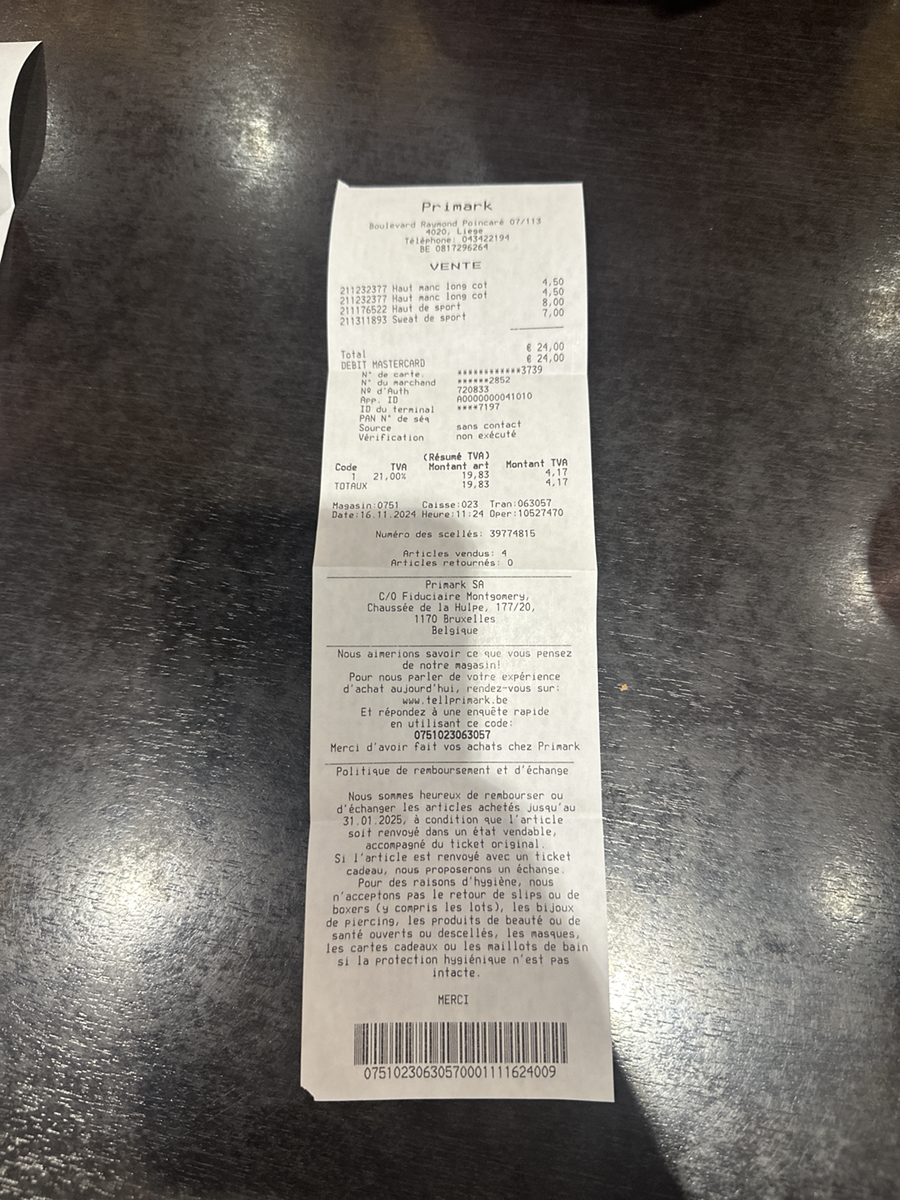 Primark
Boulevard Raymond Poincaré 07/113
4020, Liege
Téléphone: 043422194
BE 0817296264
VENTE
211232377 Haut manc long cot 4,50
211232377 Haut manc long cot 4,50
211176522 Haut de sport 8,00
211311893 Sweat de sport 7,00
Total € 24,00
DEBIT MASTERCARD € 24,00
N° de carte. ************3739
N° du marchand ******2852
Nº d'Auth 720833
App. ID A0000000041010
ID du terminal ****7197
PAN N° de séq
Source sans contact
Vérification non exécuté
(Résumé TVA)
Code TVA Montant art Montant TVA
1 21,00% 19,83 4,17
TOTAUX 19,83 4,17
Magasin:0751 Caisse:023 Tran:063057
Date:16.11.2024 Heure:11:24 Oper:10527470
Numéro des scellés: 39774815
Articles vendus: 4
Articles retournés: 0
Primark SA
C/O Fiduciaire Montgomery,
Chaussée de la Hulpe, 177/20,
1170 Bruxelles
Belgique
Nous aimerions savoir ce que vous pensez
de notre magasin!
Pour nous parler de votre expérience
d'achat aujourd'hui, rendez-vous sur:
www.tellprimark.be
Et répondez à une enquête rapide
en utilisant ce code:
0751023063057
Merci d'avoir fait vos achats chez Primark
Politique de remboursement et d'échange
Nous sommes heureux de rembourser ou
d'échanger les articles achetés jusqu'au
31.01.2025, à condition que l'article
soit renvoyé dans un état vendable,
accompagné du ticket original.
Si l'article est renvoyé avec un ticket
cadeau, nous proposerons un échange.
Pour des raisons d'hygiène, nous
n'acceptons pas le retour de slips ou de
boxers (y compris les lots), les bijoux
de piercing, les produits de beauté ou de
santé ouverts ou descellés, les masques,
les cartes cadeaux ou les maillots de bain
si la protection hygiénique n'est pas
intacte.
MERCI
07510230630570001111624009